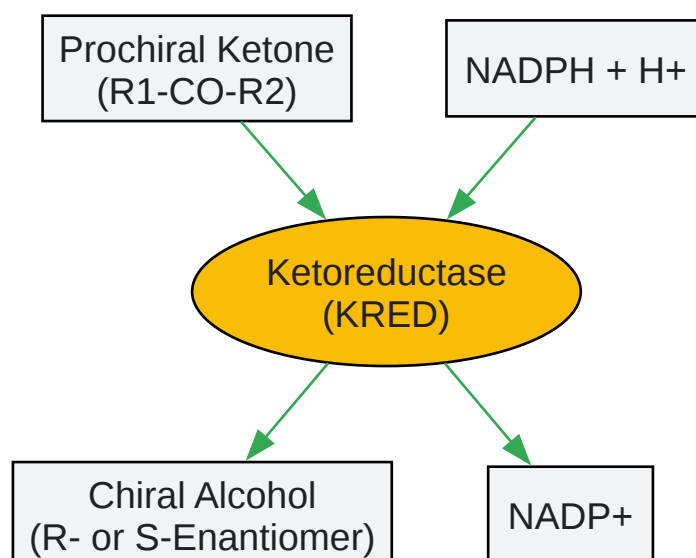 Prochiral Ketone
(R1-CO-R2)
NADPH + H+
Ketoreductase
(KRED)
Chiral Alcohol
(R- or S-Enantiomer)
NADP+